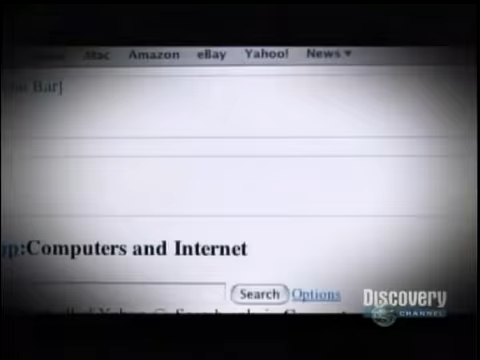 Mac Amazon eBay Yahoo! News
Bar]
:Computers and Internet
Search Options
Discovery
CHANNEL